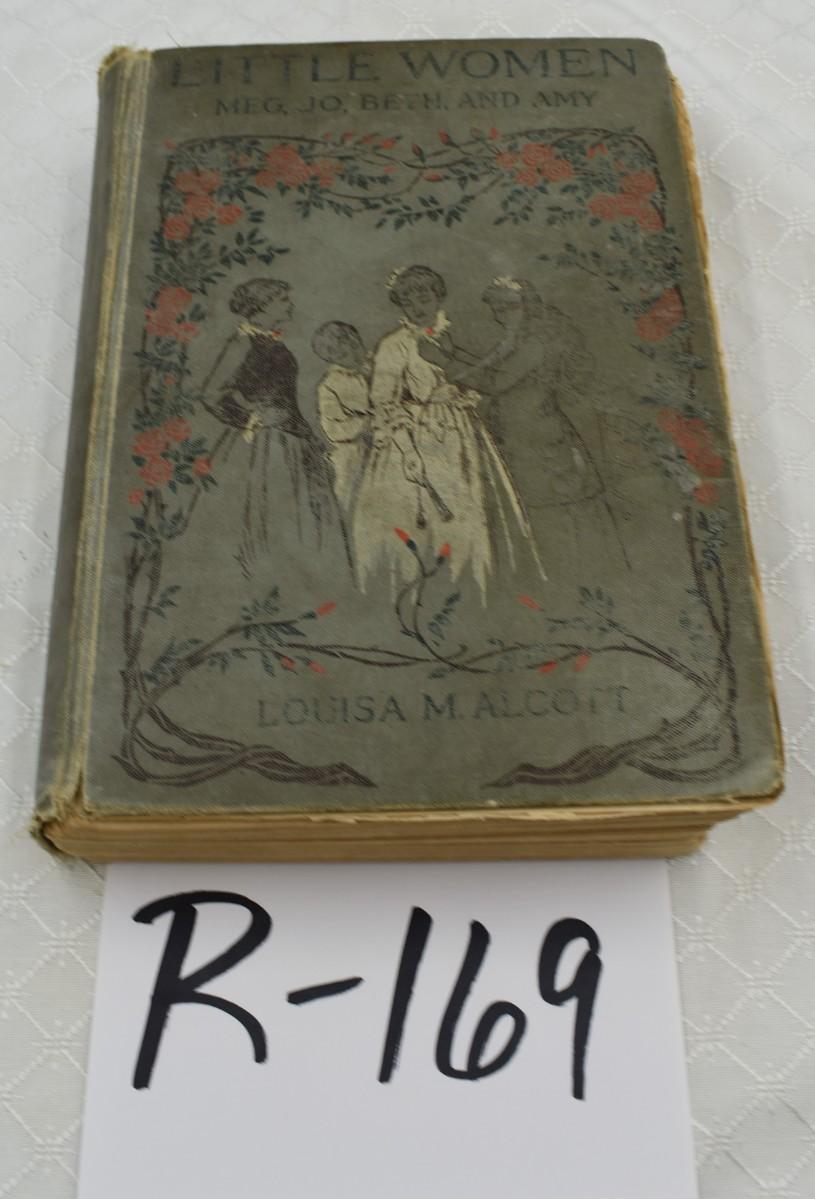 LITTLE WOMEN
MEG, JO, BETH, AND AMY
LOUISA M. ALCOTT
R-169